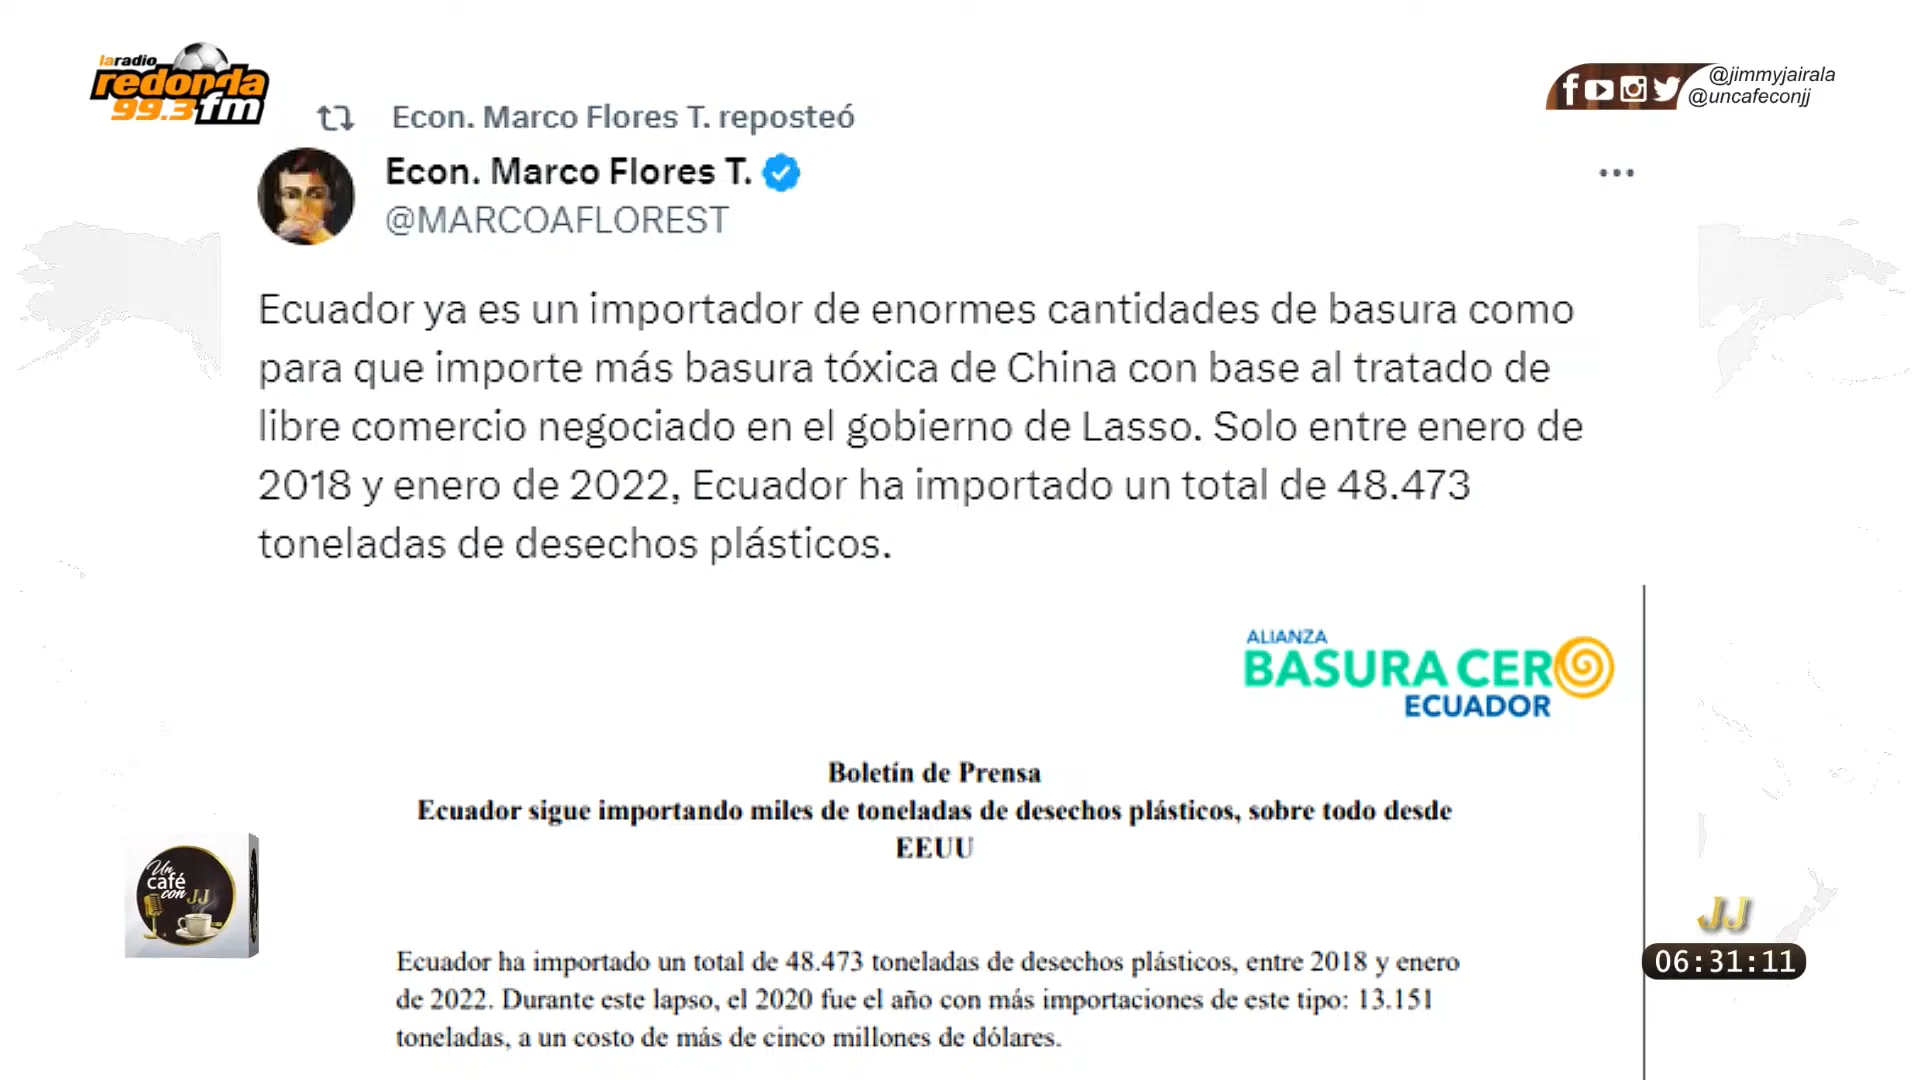 laradio
redonda
99.3fm
@jimmyjairala
@uncafeconjj
Econ. Marco Flores T. reposteó
Econ. Marco Flores T.
@MARCOAFLOREST
Ecuador ya es un importador de enormes cantidades de basura como
para que importe más basura tóxica de China con base al tratado de
libre comercio negociado en el gobierno de Lasso. Solo entre enero de
2018 y enero de 2022, Ecuador ha importado un total de 48.473
toneladas de desechos plásticos.
ALIANZA
BASURA CERO
ECUADOR
Boletín de Prensa
Ecuador sigue importando miles de toneladas de desechos plásticos, sobre todo desde
EEUU
Un
café
con JJ
JJ
06:31:11
Ecuador ha importado un total de 48.473 toneladas de desechos plásticos, entre 2018 y enero
de 2022. Durante este lapso, el 2020 fue el año con más importaciones de este tipo: 13.151
toneladas, a un costo de más de cinco millones de dólares.